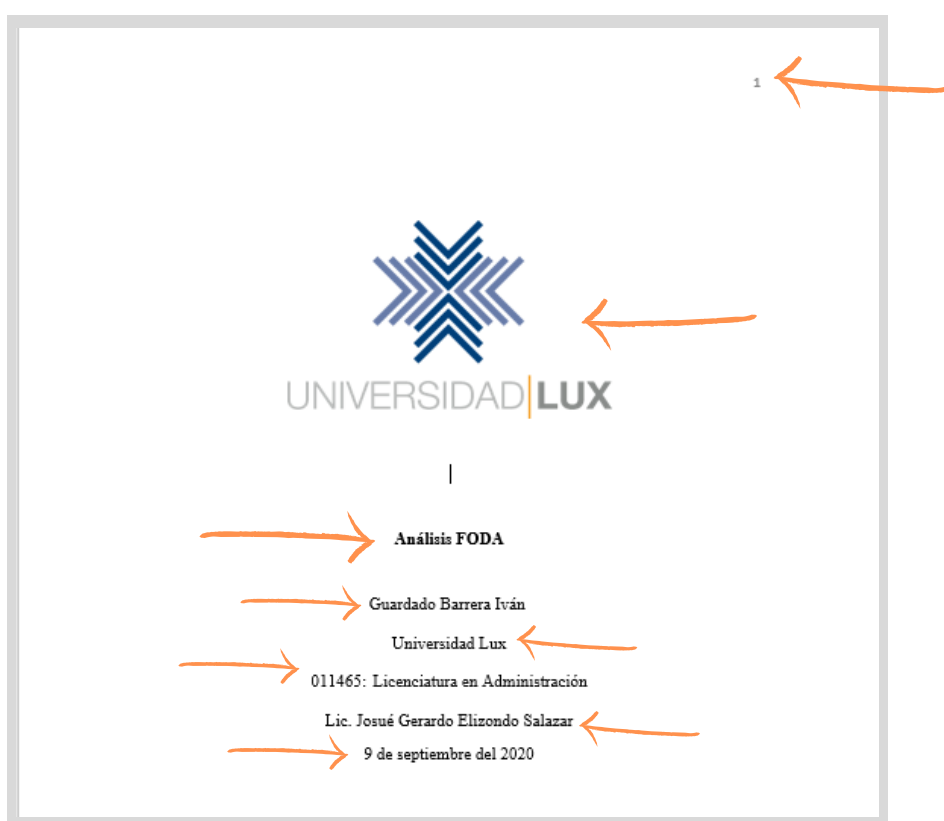 1
UNIVERSIDAD LUX
Análisis FODA
Guardado Barrera Iván
Universidad Lux
011465: Licenciatura en Administración
Lic. Josué Gerardo Elizondo Salazar
9 de septiembre del 2020